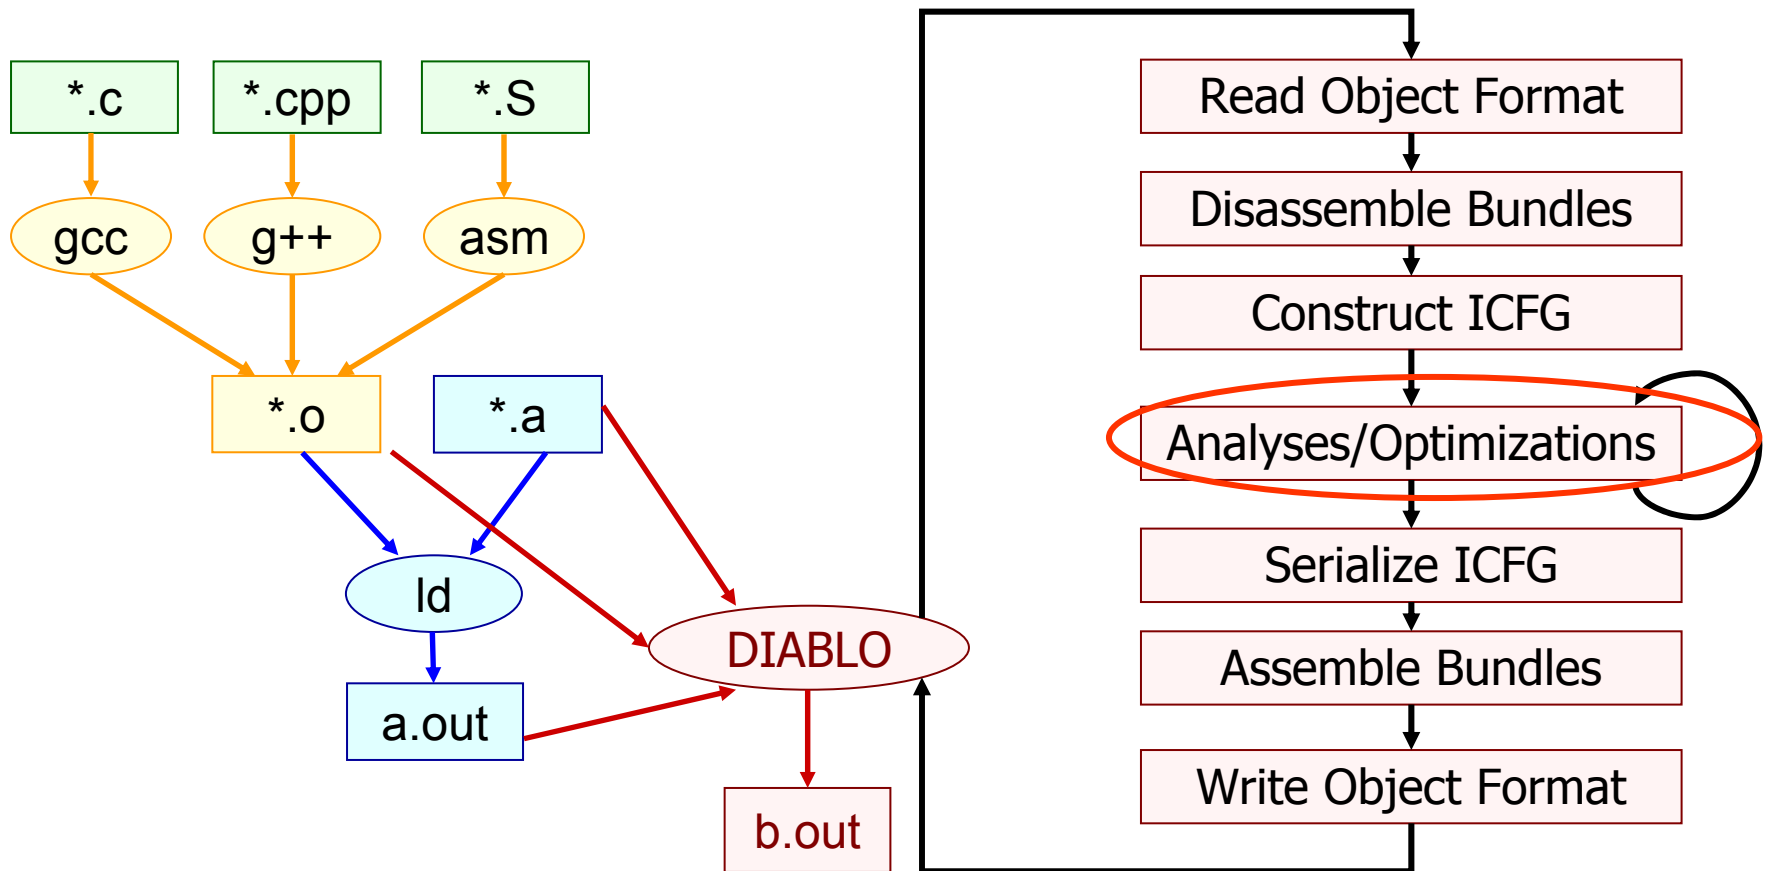 *.c
*.cpp
*.S
gcc
g++
asm
*.o
*.a
ld
a.out
DIABLO
b.out
Read Object Format
Disassemble Bundles
Construct ICFG
Analyses/Optimizations
Serialize ICFG
Assemble Bundles
Write Object Format